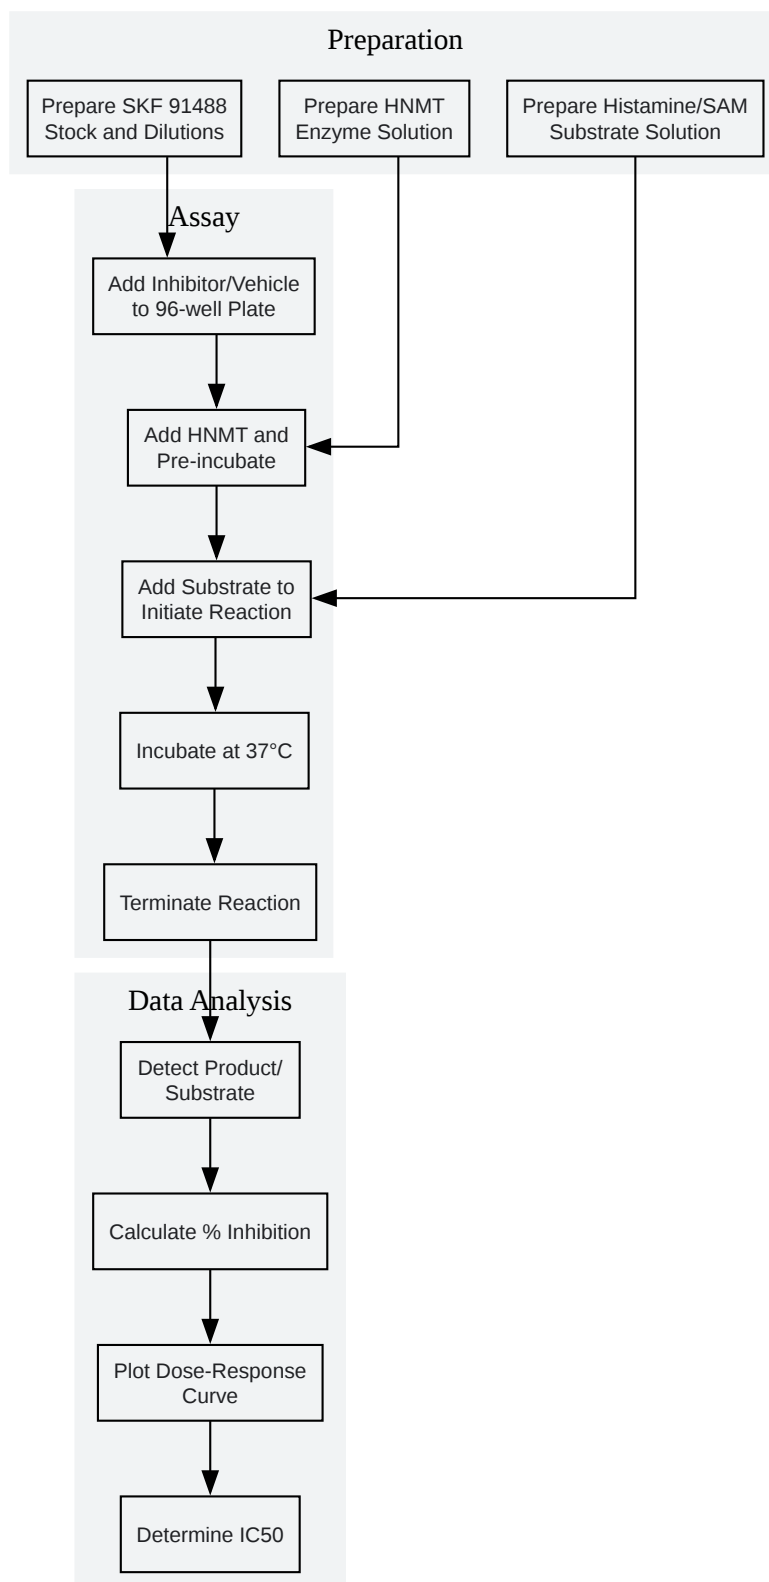 Preparation
Prepare SKF 91488
Stock and Dilutions
Prepare HNMT
Enzyme Solution
Prepare Histamine/SAM
Substrate Solution
Assay
Add Inhibitor/Vehicle
to 96-well Plate
Add HNMT and
Pre-incubate
Add Substrate to
Initiate Reaction
Incubate at 37°C
Terminate Reaction
Data Analysis
Detect Product/
Substrate
Calculate % Inhibition
Plot Dose-Response
Curve
Determine IC50